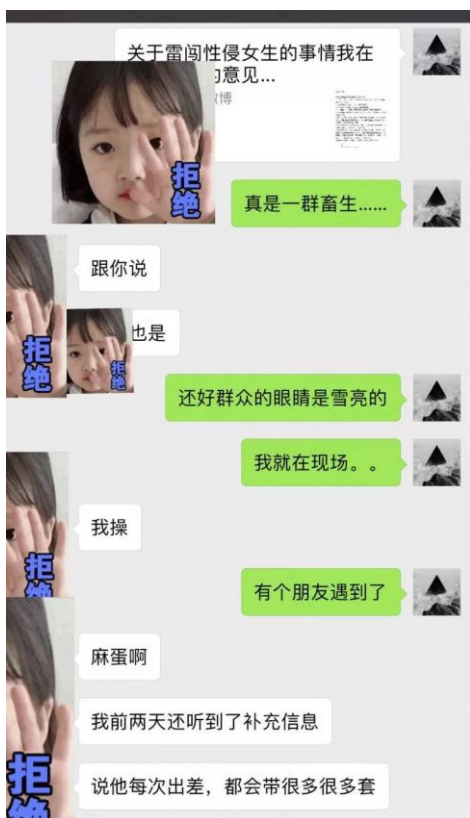 关于雷闯性侵女生的事情我在
的意见...
微博
拒绝
真是一群畜生......
跟你说
也是
拒绝
拒绝
还好群众的眼睛是雪亮的
我就在现场。。
我操
拒绝
有个朋友遇到了
麻蛋啊
我前两天还听到了补充信息
说他每次出差，都会带很多很多套
拒绝